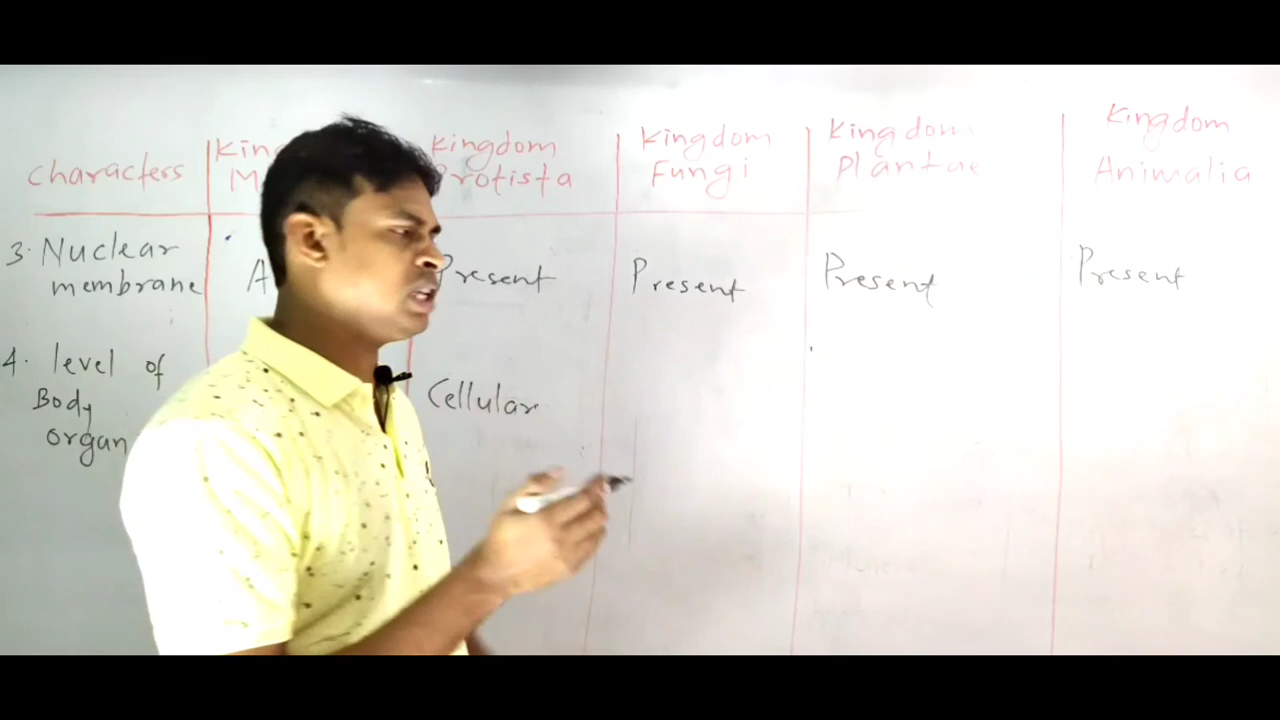 Characters
Kingdom
Protista
Kingdom
Fungi
Kingdom
Plantae
Kingdom
Animalia
3. Nuclear
membrane
Present
Present
Present
Present
4. level of
Body
organ
Cellular